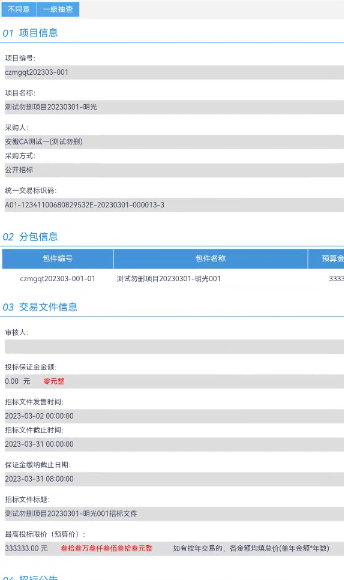 不同意 一级抽查
01 项目信息
项目编号:
czmgqt202303-001
项目名称:
测试勿删项目20230301-明光
采购人:
安徽CA测试一(测试勿删)
采购方式:
公开招标
统一交易标识码:
A01-12341100680829532E-20230301-000013-3
02 分包信息
包件编号 包件名称 预算金
czmgqt202303-001-01 测试勿删项目20230301-明光001 3333
03 交易文件信息
审核人:
投标保证金金额:
0.00 元 零元整
招标文件发售时间:
2023-03-02 00:00:00
招标文件截止时间:
2023-03-31 00:00:00
保证金缴纳截止日期:
2023-03-31 08:00:00
招标文件标题:
测试勿删项目20230301-明光001招标文件
最高投标限价（预算价）:
333333.00 元 叁拾叁万叁仟叁佰叁拾叁元整 如有按年交易的，各金额均填总价(单年金额*年数)
04 招标公告